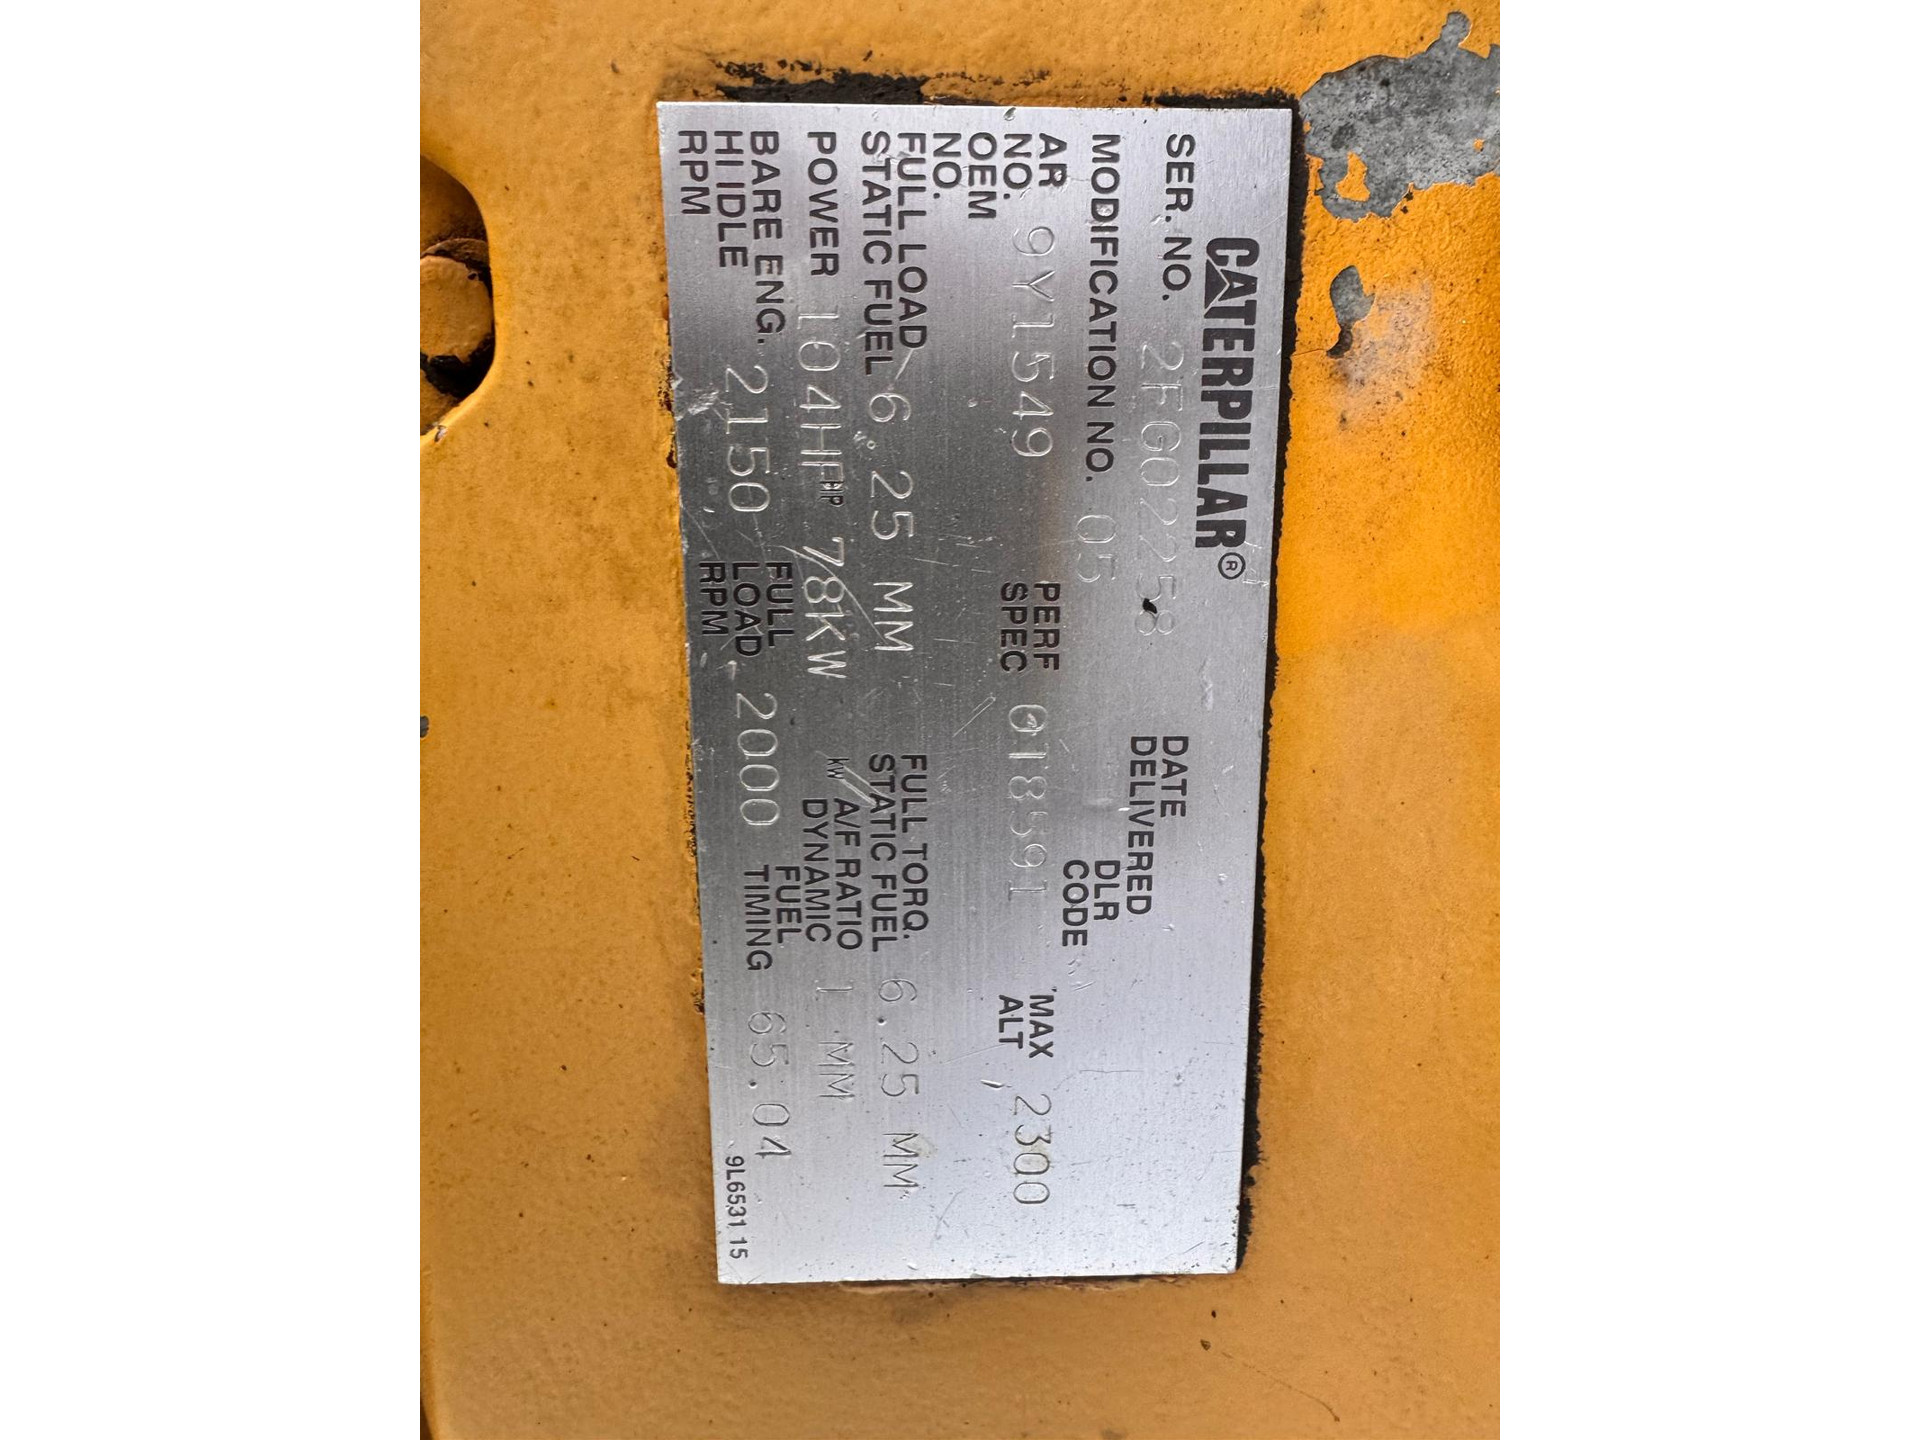 CATERPILLAR®
SER. NO. 2FG02258 DATE DELIVERED
MODIFICATION NO. 05 DLR CODE
AR NO. 9Y1549 PERF SPEC 0T8591 MAX ALT 2300
OEM NO.
FULL LOAD STATIC FUEL 6.25 MM FULL TORQ. STATIC FUEL 6.25 MM
POWER 104HP HP 78KW kW A/F RATIO DYNAMIC 1 MM
BARE ENG. HI IDLE RPM 2150 FULL LOAD RPM 2000 FUEL TIMING 65.04
9L6531 15